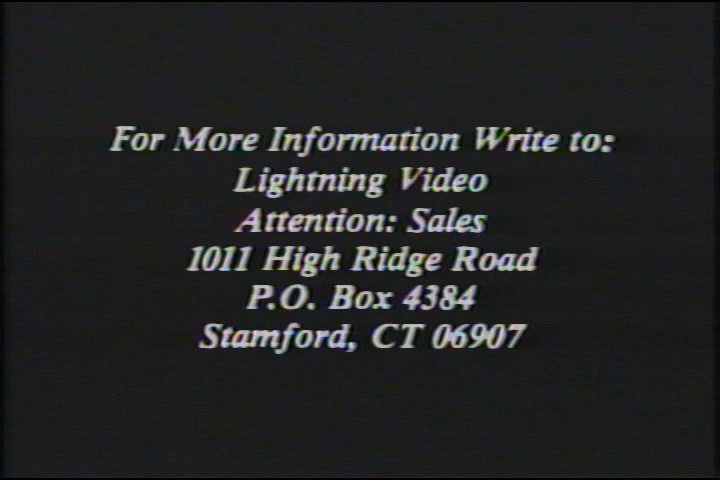 For More Information Write to:
Lightning Video
Attention: Sales
1011 High Ridge Road
P.O. Box 4384
Stamford, CT 06907